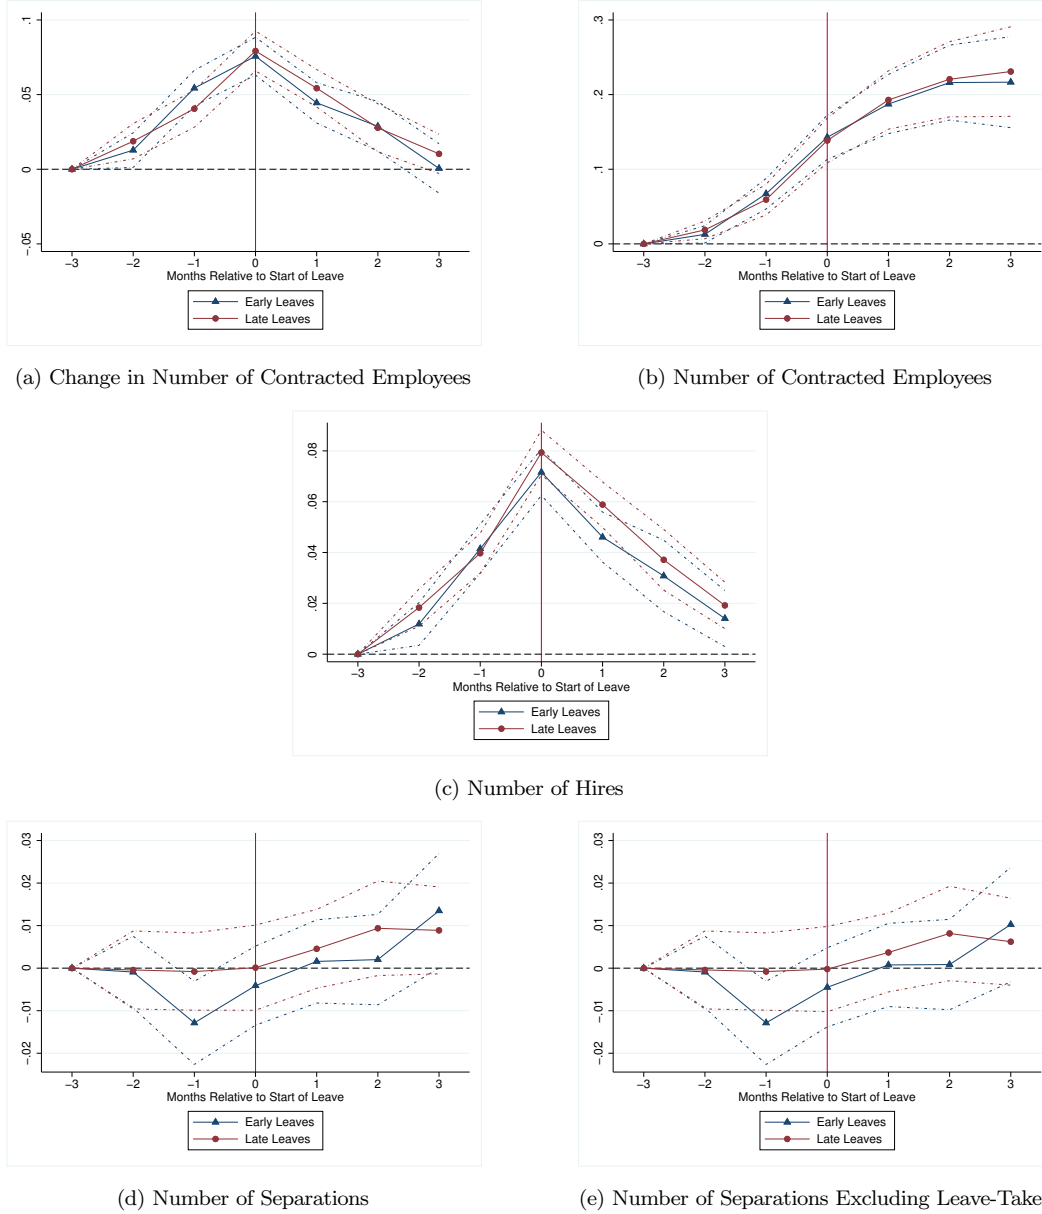 .1
.05
0
-.05
-3 -2 -1 0 1 2 3
Months Relative to Start of Leave
Early Leaves
Late Leaves
(a) Change in Number of Contracted Employees
.3
.2
.1
0
-3 -2 -1 0 1 2 3
Months Relative to Start of Leave
Early Leaves
Late Leaves
(b) Number of Contracted Employees
.08
.06
.04
.02
0
-3 -2 -1 0 1 2 3
Months Relative to Start of Leave
Early Leaves
Late Leaves
(c) Number of Hires
.03
.02
.01
0
-.01
-.02
-3 -2 -1 0 1 2 3
Months Relative to Start of Leave
Early Leaves
Late Leaves
(d) Number of Separations
.03
.02
.01
0
-.01
-.02
-3 -2 -1 0 1 2 3
Months Relative to Start of Leave
Early Leaves
Late Leaves
(e) Number of Separations Excluding Leave-Take